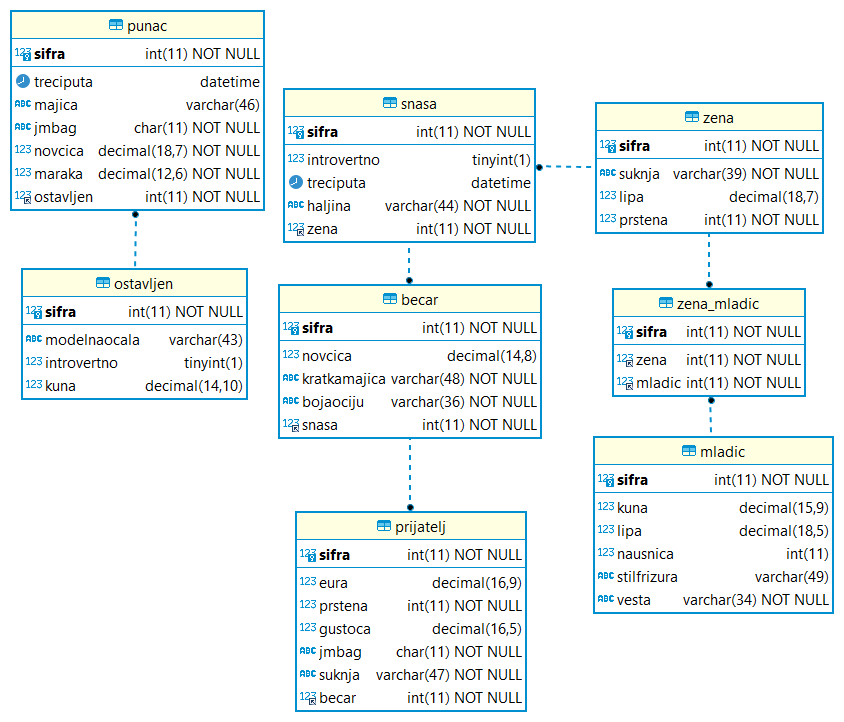 punac
123 sifra int(11) NOT NULL
treciputa datetime
ABC majica varchar(46)
ABC jmbag char(11) NOT NULL
123 novcica decimal(18,7) NOT NULL
123 maraka decimal(12,6) NOT NULL
123 ostavljen int(11) NOT NULL
ostavljen
123 sifra int(11) NOT NULL
ABC modelnaocala varchar(43)
123 introvertno tinyint(1)
123 kuna decimal(14,10)
snasa
123 sifra int(11) NOT NULL
123 introvertno tinyint(1)
treciputa datetime
ABC haljina varchar(44) NOT NULL
123 zena int(11) NOT NULL
becar
123 sifra int(11) NOT NULL
123 novcica decimal(14,8)
ABC kratkamajica varchar(48) NOT NULL
ABC bojaociju varchar(36) NOT NULL
123 snasa int(11) NOT NULL
prijatelj
123 sifra int(11) NOT NULL
123 eura decimal(16,9)
123 prstena int(11) NOT NULL
123 gustoca decimal(16,5)
ABC jmbag char(11) NOT NULL
ABC suknja varchar(47) NOT NULL
123 becar int(11) NOT NULL
zena
123 sifra int(11) NOT NULL
ABC suknja varchar(39) NOT NULL
123 lipa decimal(18,7)
123 prstena int(11) NOT NULL
zena_mladic
123 sifra int(11) NOT NULL
123 zena int(11) NOT NULL
123 mladic int(11) NOT NULL
mladic
123 sifra int(11) NOT NULL
123 kuna decimal(15,9)
123 lipa decimal(18,5)
123 nausnica int(11)
ABC stilfrizura varchar(49)
ABC vesta varchar(34) NOT NULL